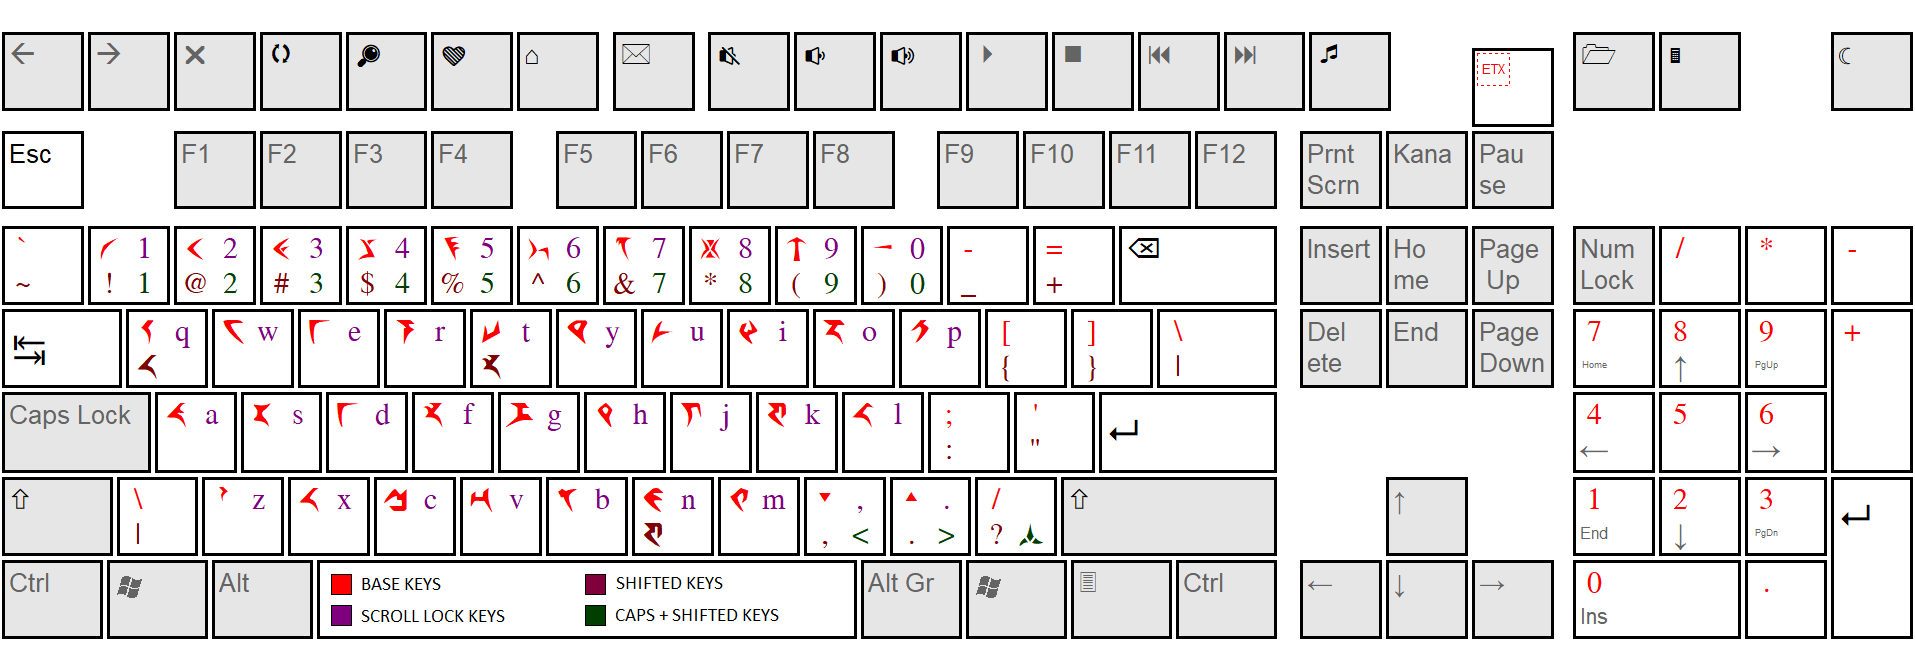 ← → ETX
Esc F1 F2 F3 F4 F5 F6 F7 F8 F9 F10 F11 F12 Prnt Scrn Kana Pau se
` 1 2 3 4 5 6 7 8 9 0 - = Insert Ho me Page Up Num Lock / * -
~ ! 1 @ 2 # 3 $ 4 % 5 ^ 6 & 7 * 8 ( 9 ) 0 _ +
q w e r t y u i o p [ ] \ Del ete End Page Down 7 8 9 +
{ } | Home ↑ PgUp
Caps Lock a s d f g h j k l ; ' 4 5 6
: " ← →
\ z x c v b n m , . / ↑ 1 2 3
| , < . > ? End ↓ PgDn
Ctrl Alt BASE KEYS SHIFTED KEYS Alt Gr Ctrl ← ↓ → 0 .
SCROLL LOCK KEYS CAPS + SHIFTED KEYS Ins